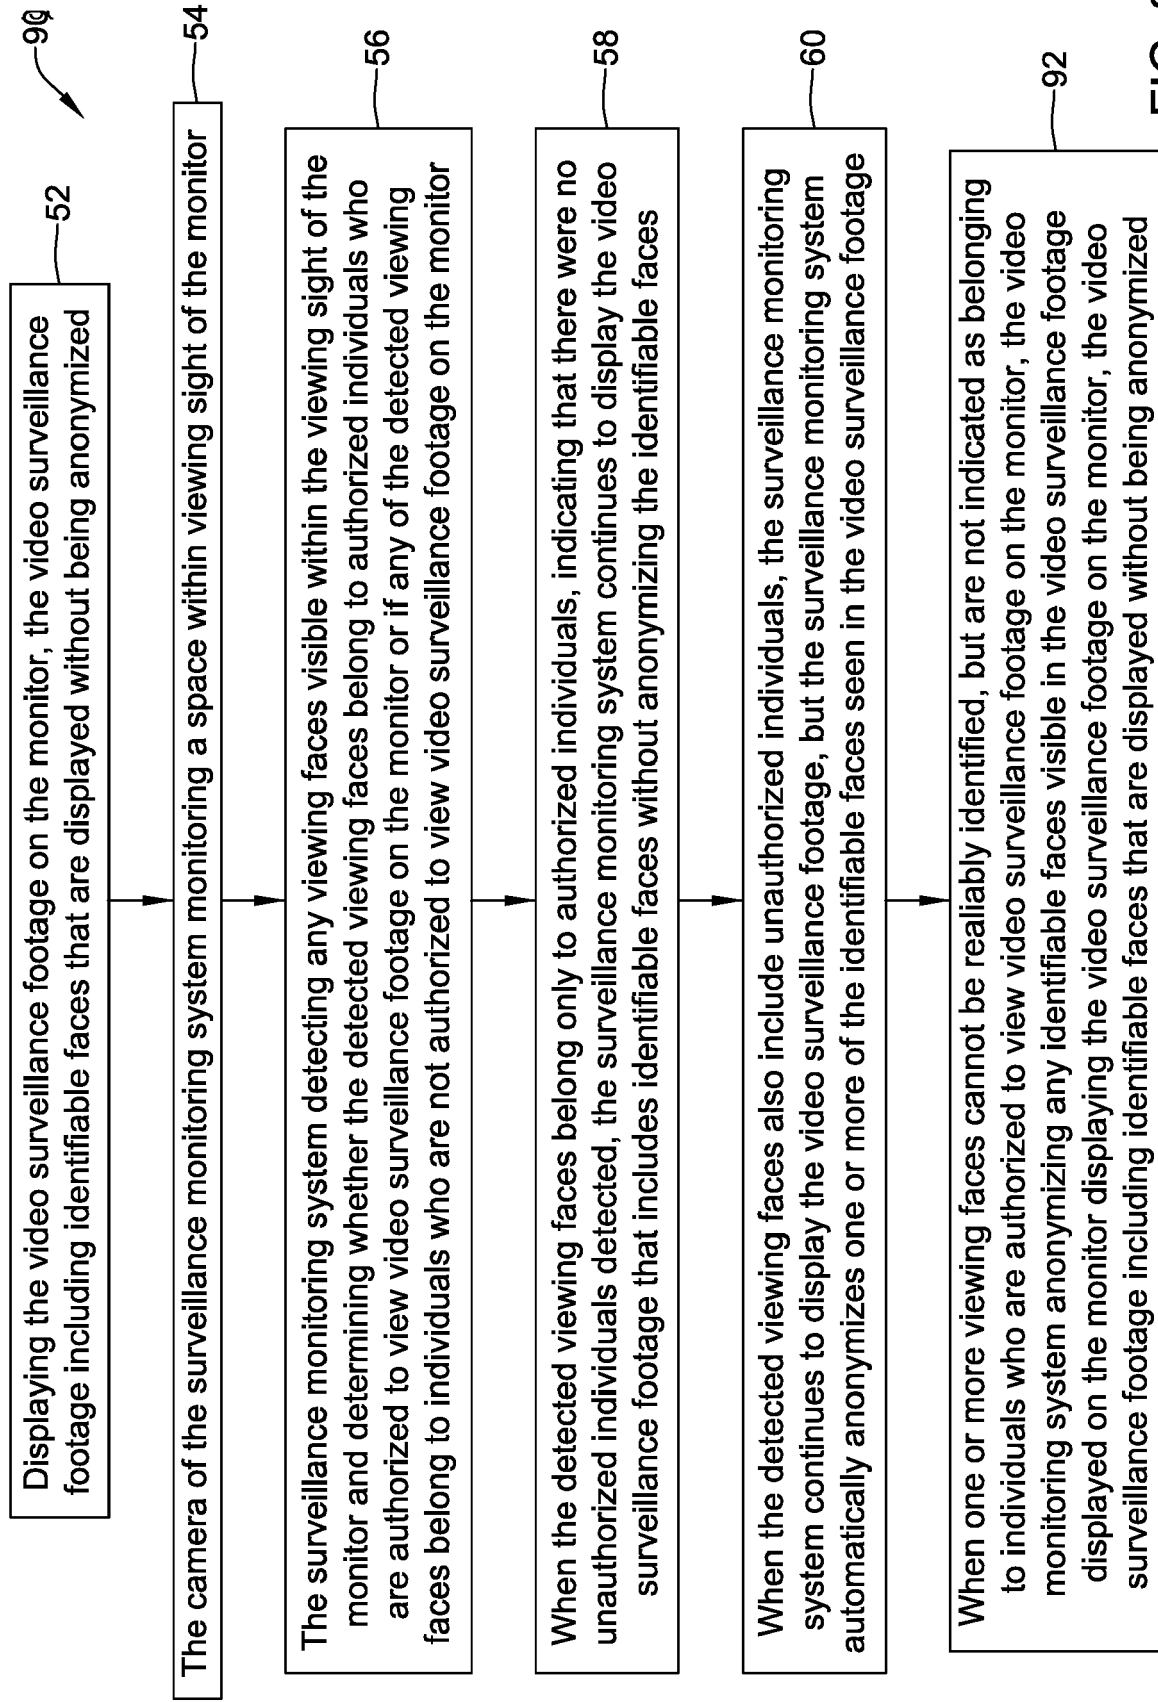 90
Displaying the video surveillance footage on the monitor, the video surveillance
footage including identifiable faces that are displayed without being anonymized
52
The camera of the surveillance monitoring system monitoring a space within viewing sight of the monitor
54
The surveillance monitoring system detecting any viewing faces visible within the viewing sight of the
monitor and determining whether the detected viewing faces belong to authorized individuals who
are authorized to view video surveillance footage on the monitor or if any of the detected viewing
faces belong to individuals who are not authorized to view video surveillance footage on the monitor
56
When the detected viewing faces belong only to authorized individuals, indicating that there were no
unauthorized individuals detected, the surveillance monitoring system continues to display the video
surveillance footage that includes identifiable faces without anonymizing the identifiable faces
58
When the detected viewing faces also include unauthorized individuals, the surveillance monitoring
system continues to display the video surveillance footage, but the surveillance monitoring system
automatically anonymizes one or more of the identifiable faces seen in the video surveillance footage
60
When one or more viewing faces cannot be realiably identified, but are not indicated as belonging
to individuals who are authorized to view video surveillance footage on the monitor, the video
monitoring system anonymizing any identifiable faces visible in the video surveillance footage
displayed on the monitor displaying the video surveillance footage on the monitor, the video
surveillance footage including identifiable faces that are displayed without being anonymized
92
FIG.